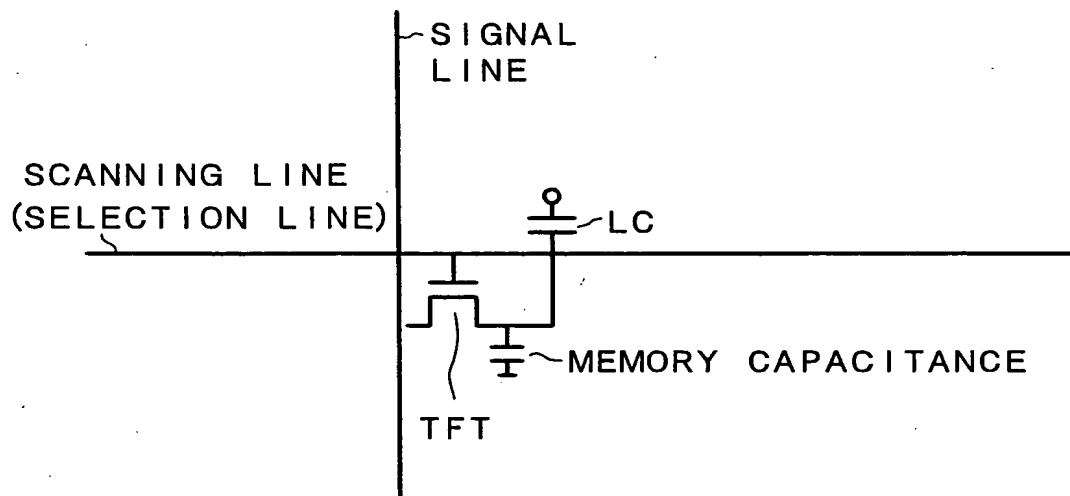 SIGNAL
LINE
SCANNING LINE
(SELECTION LINE)
LC
MEMORY CAPACITANCE
TFT